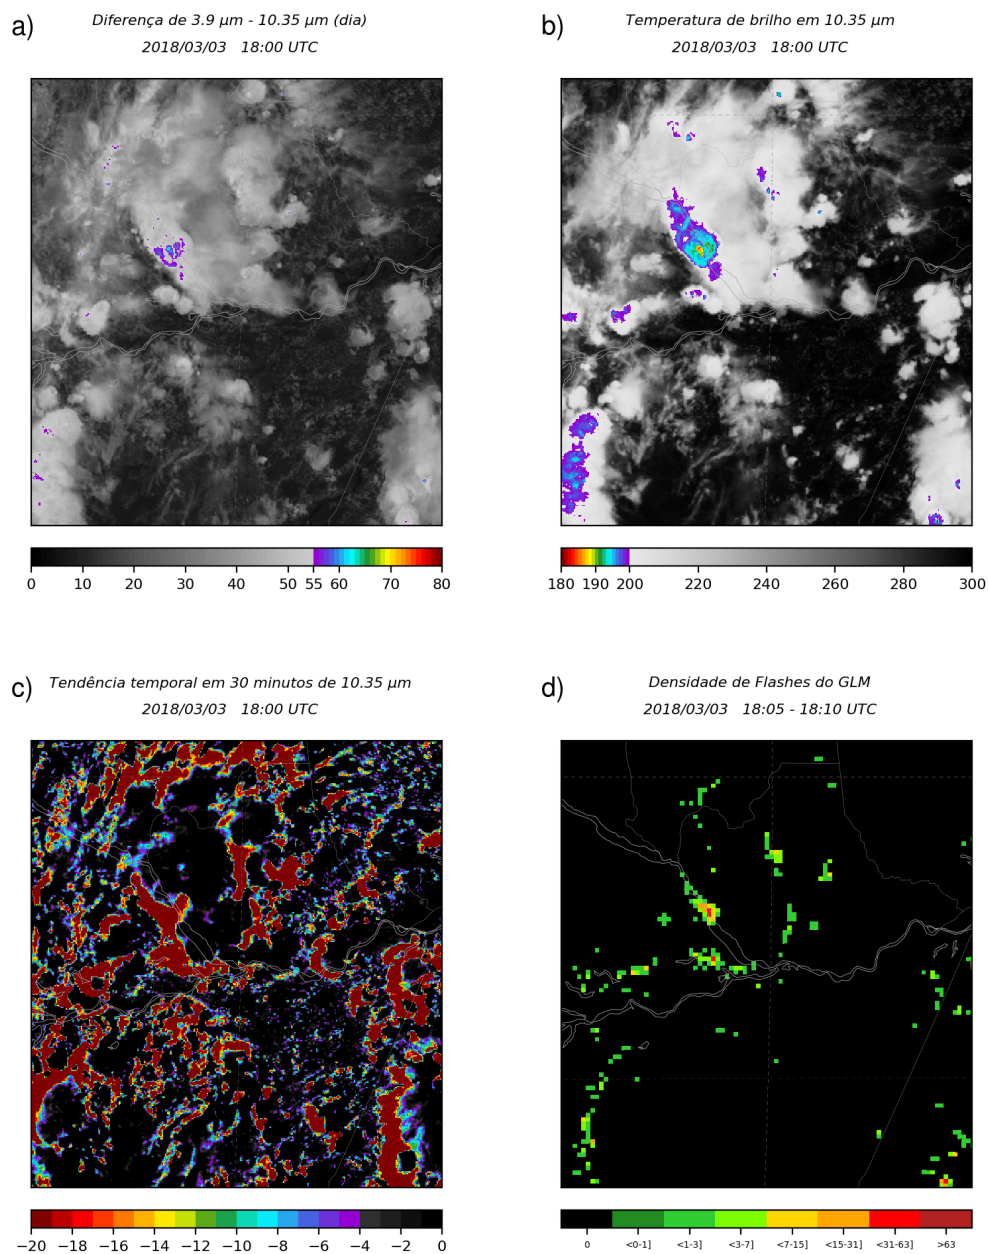 a) Diferença de 3.9 µm - 10.35 µm (dia)
2018/03/03 18:00 UTC
0 10 20 30 40 50 55 60 70 80
b) Temperatura de brilho em 10.35 µm
2018/03/03 18:00 UTC
180 190 200 220 240 260 280 300
c) Tendência temporal em 30 minutos de 10.35 µm
2018/03/03 18:00 UTC
−20 −18 −16 −14 −12 −10 −8 −6 −4 −2 0
d) Densidade de Flashes do GLM
2018/03/03 18:05 - 18:10 UTC
0 <0-1] <1-3] <3-7] <7-15] <15-31] <31-63] >63